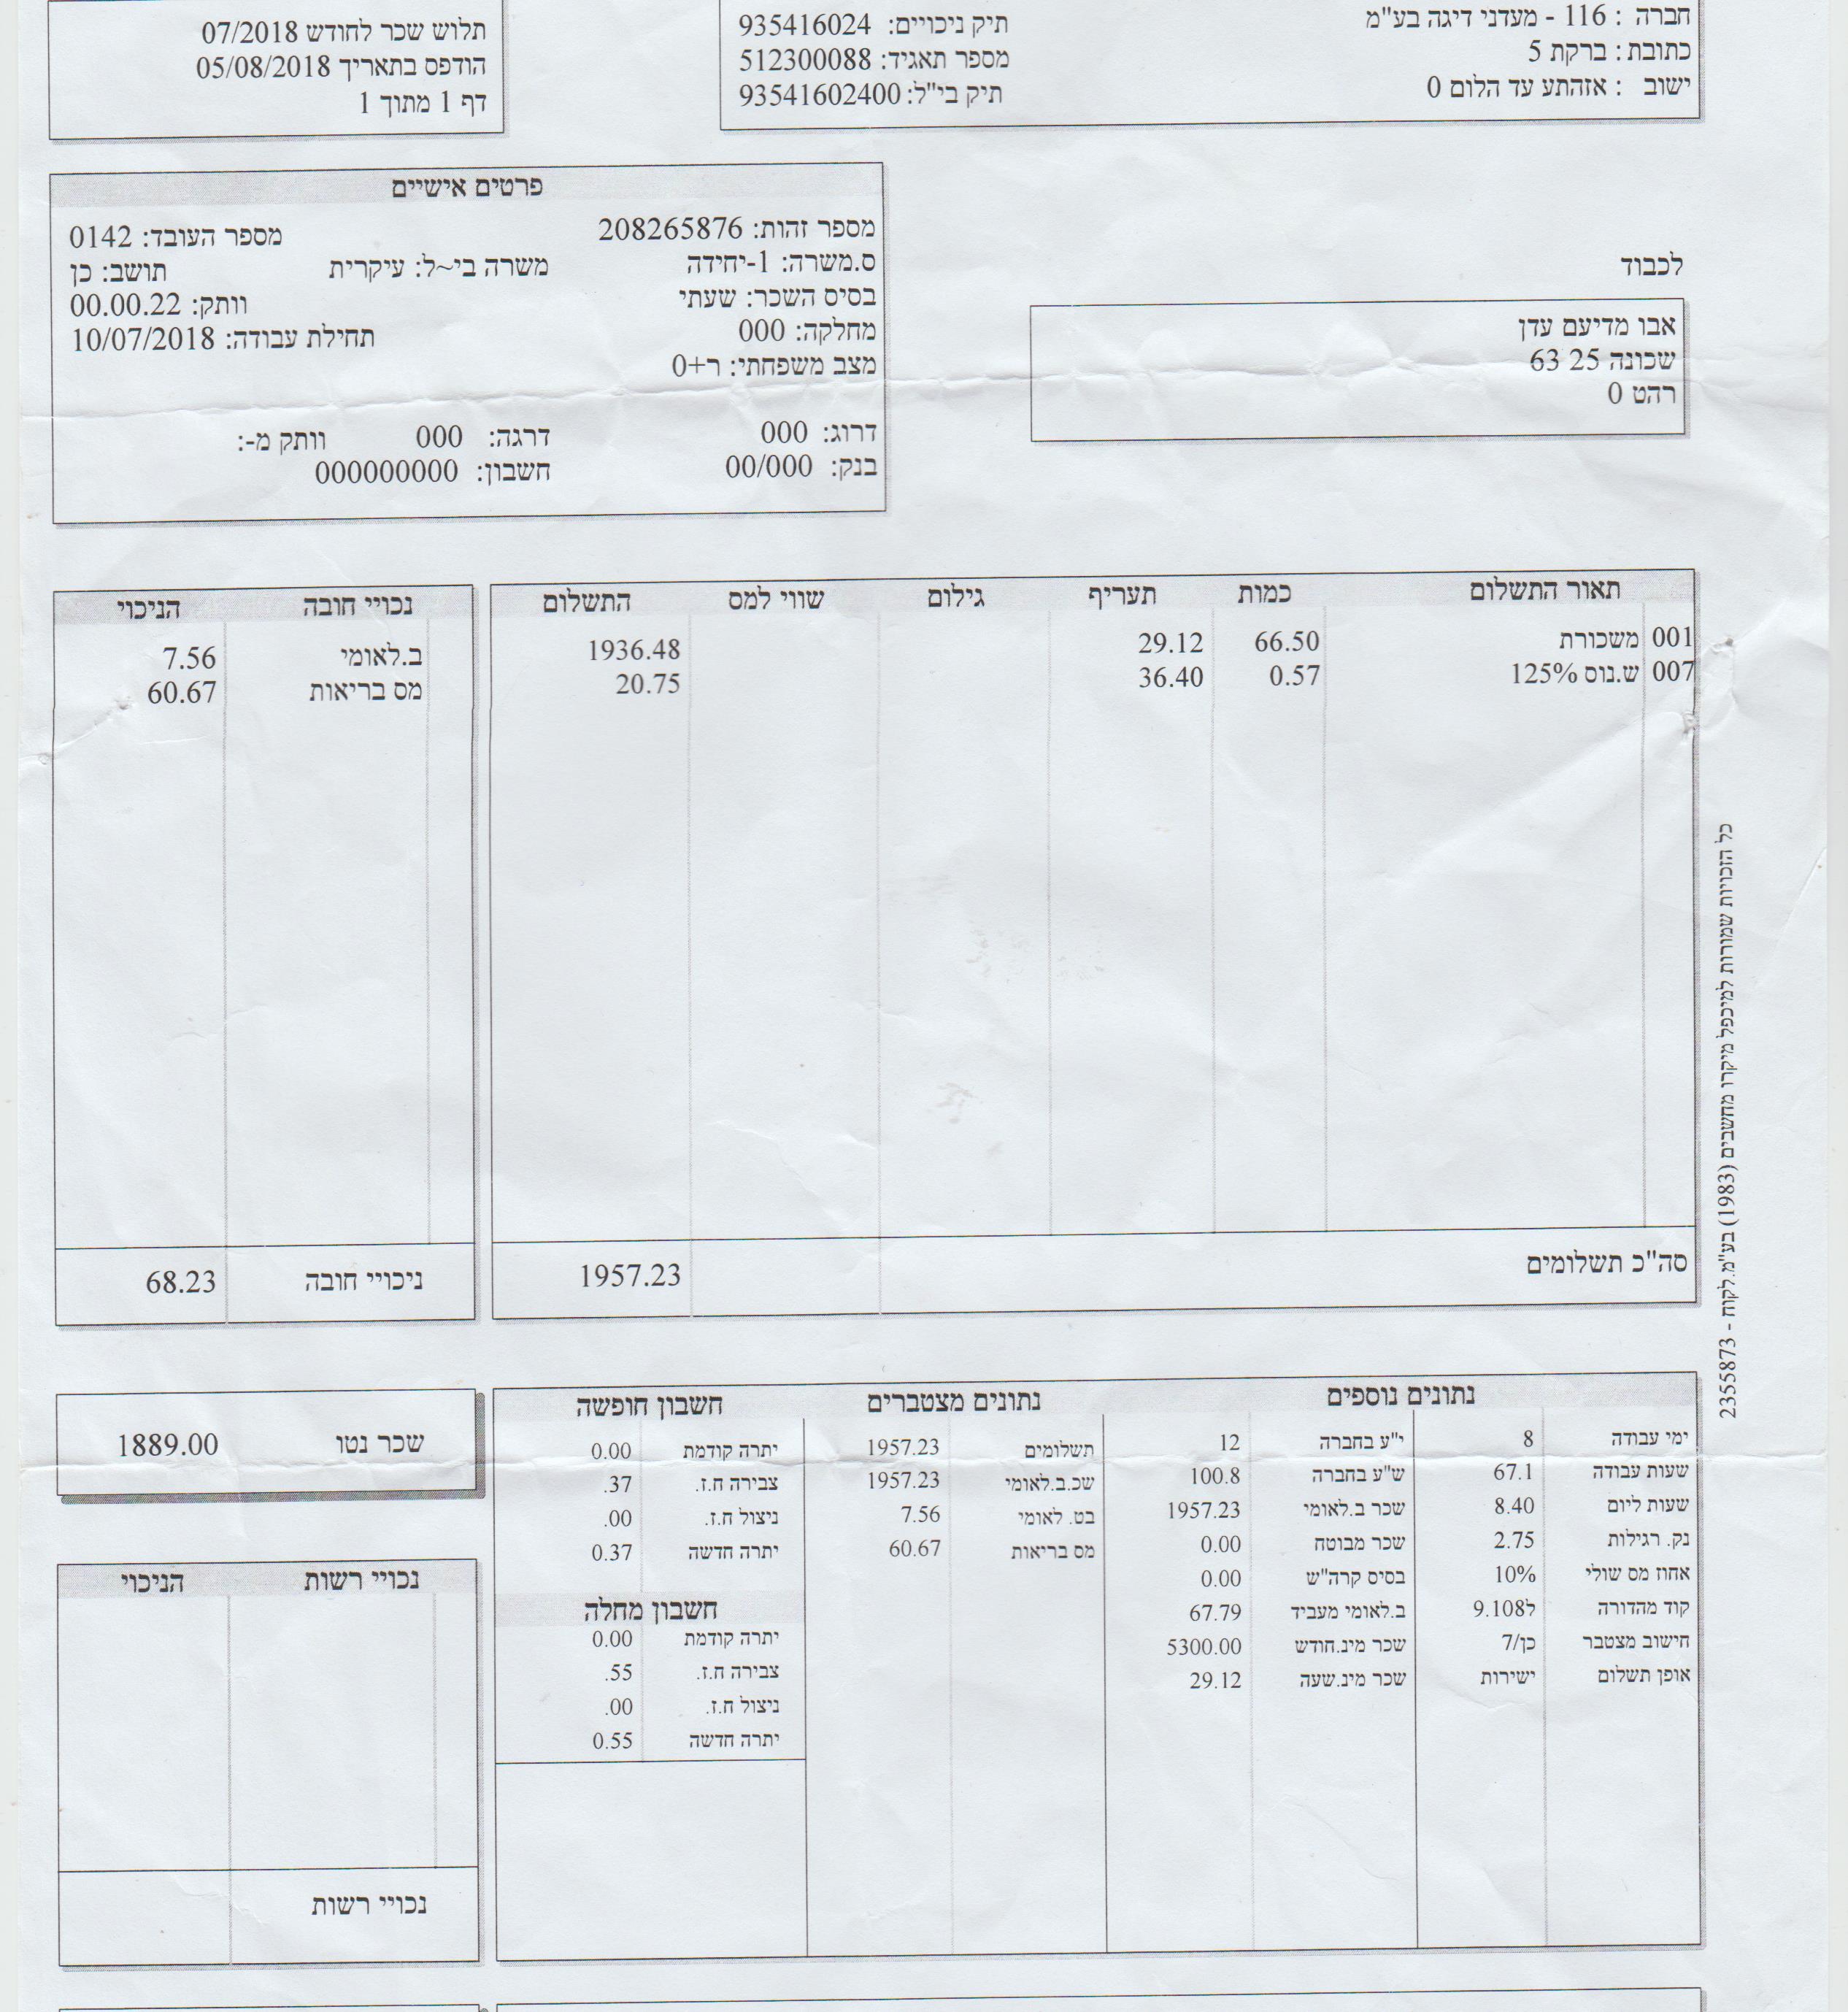 חברה : 116 - מעדני דיגה בע"מ
כתובת : ברקת 5
ישוב : אזהתע עד הלום 0
תיק ניכויים: 935416024
מספר תאגיד: 512300088
תיק בי"ל: 93541602400
תלוש שכר לחודש 07/2018
הודפס בתאריך 05/08/2018
דף 1 מתוך 1
פרטים אישיים
מספר זהות: 208265876 מספר העובד: 0142
ס.משרה: 1-יחידה משרה בי~ל: עיקרית תושב: כן
בסיס השכר: שעתי וותק: 00.00.22
מחלקה: 000 תחילת עבודה: 10/07/2018
מצב משפחתי: ר+0
דרוג: 000 דרגה: 000 וותק מ-:
בנק: 00/000 חשבון: 000000000
לכבוד
אבו מדיעם עדן
שכונה 25 63
רהט 0
תאור התשלום כמות תעריף גילום שווי למס התשלום
001 משכורת 66.50 29.12 1936.48
007 ש.נוס 125% 0.57 36.40 20.75
סה"כ תשלומים 1957.23
נכויי חובה הניכוי
ב.לאומי 7.56
מס בריאות 60.67
ניכויי חובה 68.23
כל הזכויות שמורות למיכפל מיקרו מחשבים (1983) בע"מ.לקוח - 2355873
נתונים נוספים
ימי עבודה 8 י"ע בחברה 12
שעות עבודה 67.1 ש"ע בחברה 100.8
שעות ליום 8.40 שכר ב.לאומי 1957.23
נק. רגילות 2.75 שכר מבוטח 0.00
אחוז מס שולי 10% בסיס קרה"ש 0.00
קוד מהדורה 9.108ל ב.לאומי מעביד 67.79
חישוב מצטבר כן/7 שכר מינ.חודש 5300.00
אופן תשלום ישירות שכר מינ.שעה 29.12
נתונים מצטברים
תשלומים 1957.23
שכ.ב.לאומי 1957.23
בט. לאומי 7.56
מס בריאות 60.67
חשבון חופשה
יתרה קודמת 0.00
צבירה ח.ז. .37
ניצול ח.ז. .00
יתרה חדשה 0.37
חשבון מחלה
יתרה קודמת 0.00
צבירה ח.ז. .55
ניצול ח.ז. .00
יתרה חדשה 0.55
שכר נטו 1889.00
נכויי רשות הניכוי
נכויי רשות